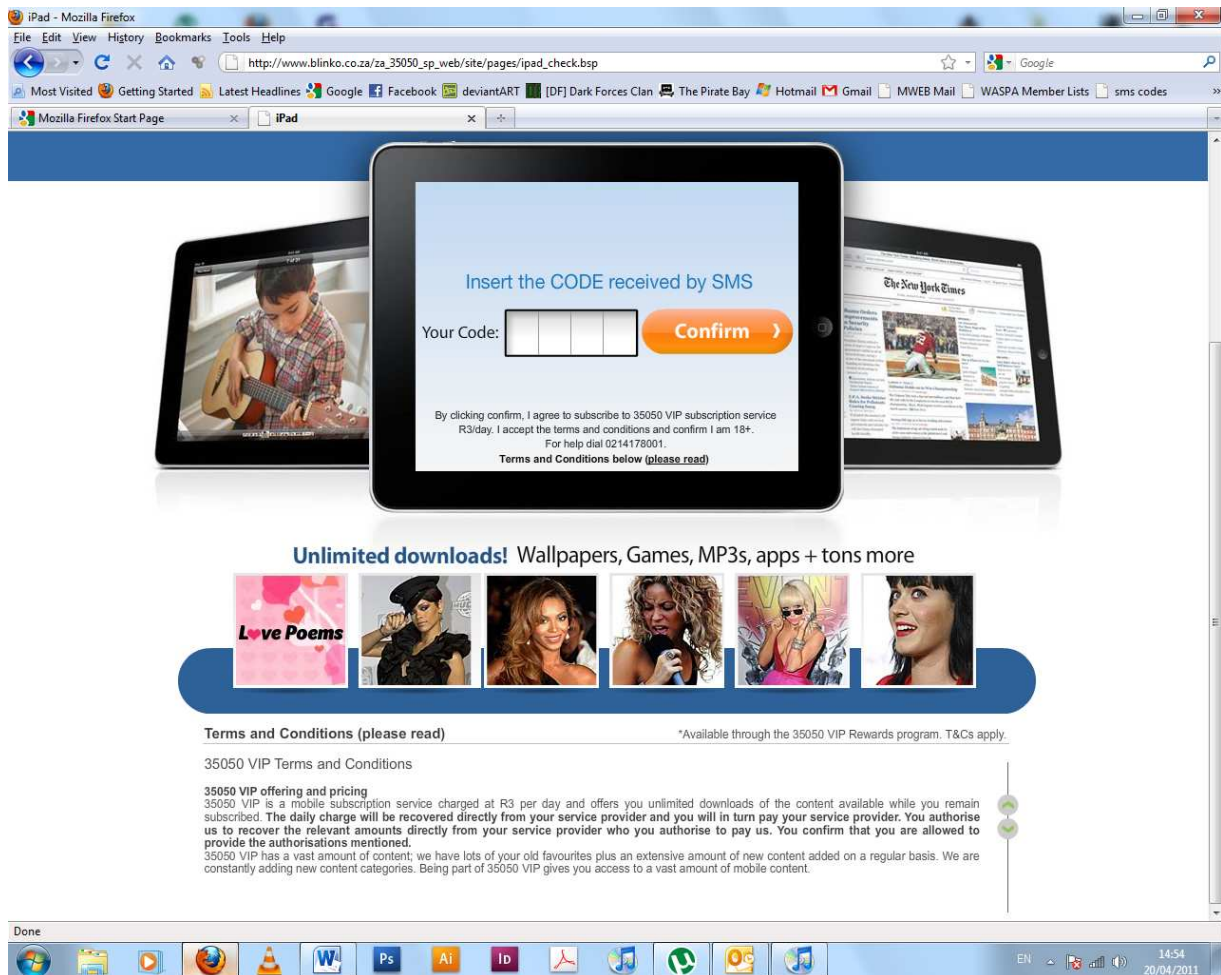 iPad - Mozilla Firefox
File Edit View History Bookmarks Tools Help
http://www.blinko.co.za/za_35050_sp_web/site/pages/ipad_check.bsp
Google
Most Visited Getting Started Latest Headlines Google Facebook deviantART [DF] Dark Forces Clan The Pirate Bay Hotmail Gmail MWEB Mail WASPA Member Lists sms codes
Mozilla Firefox Start Page iPad
The New York Times
Insert the CODE received by SMS
Your Code: Confirm
By clicking confirm, I agree to subscribe to 35050 VIP subscription service
R3/day. I accept the terms and conditions and confirm I am 18+.
For help dial 0214178001.
Terms and Conditions below (please read)
Unlimited downloads! Wallpapers, Games, MP3s, apps + tons more
Love Poems
Terms and Conditions (please read) *Available through the 35050 VIP Rewards program. T&Cs apply.
35050 VIP Terms and Conditions
35050 VIP offering and pricing
35050 VIP is a mobile subscription service charged at R3 per day and offers you unlimited downloads of the content available while you remain
subscribed. The daily charge will be recovered directly from your service provider and you will in turn pay your service provider. You authorise
us to recover the relevant amounts directly from your service provider who you authorise to pay us. You confirm that you are allowed to
provide the authorisations mentioned.
35050 VIP has a vast amount of content; we have lots of your old favourites plus an extensive amount of new content added on a regular basis. We are
constantly adding new content categories. Being part of 35050 VIP gives you access to a vast amount of mobile content.
Done
W Ps Ai ID EN 14:54
20/04/2011